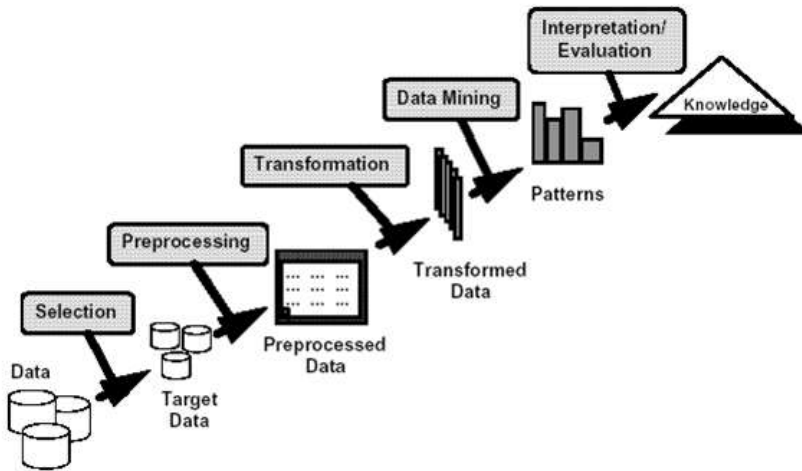 Interpretation/
Evaluation
Data Mining
Knowledge
Transformation
Patterns
Preprocessing
Transformed
Data
Selection
Preprocessed
Data
Data
Target
Data